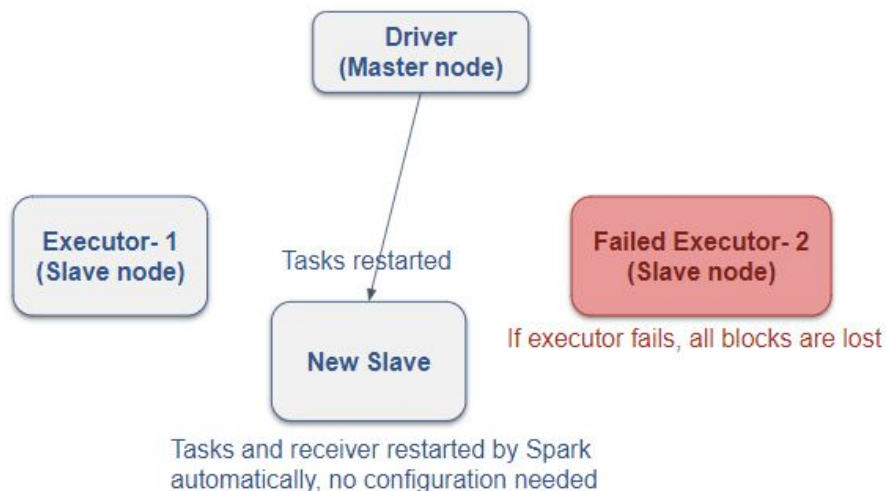 Driver
(Master node)
Executor- 1
(Slave node)
Tasks restarted
Failed Executor- 2
(Slave node)
If executor fails, all blocks are lost
New Slave
Tasks and receiver restarted by Spark
automatically, no configuration needed